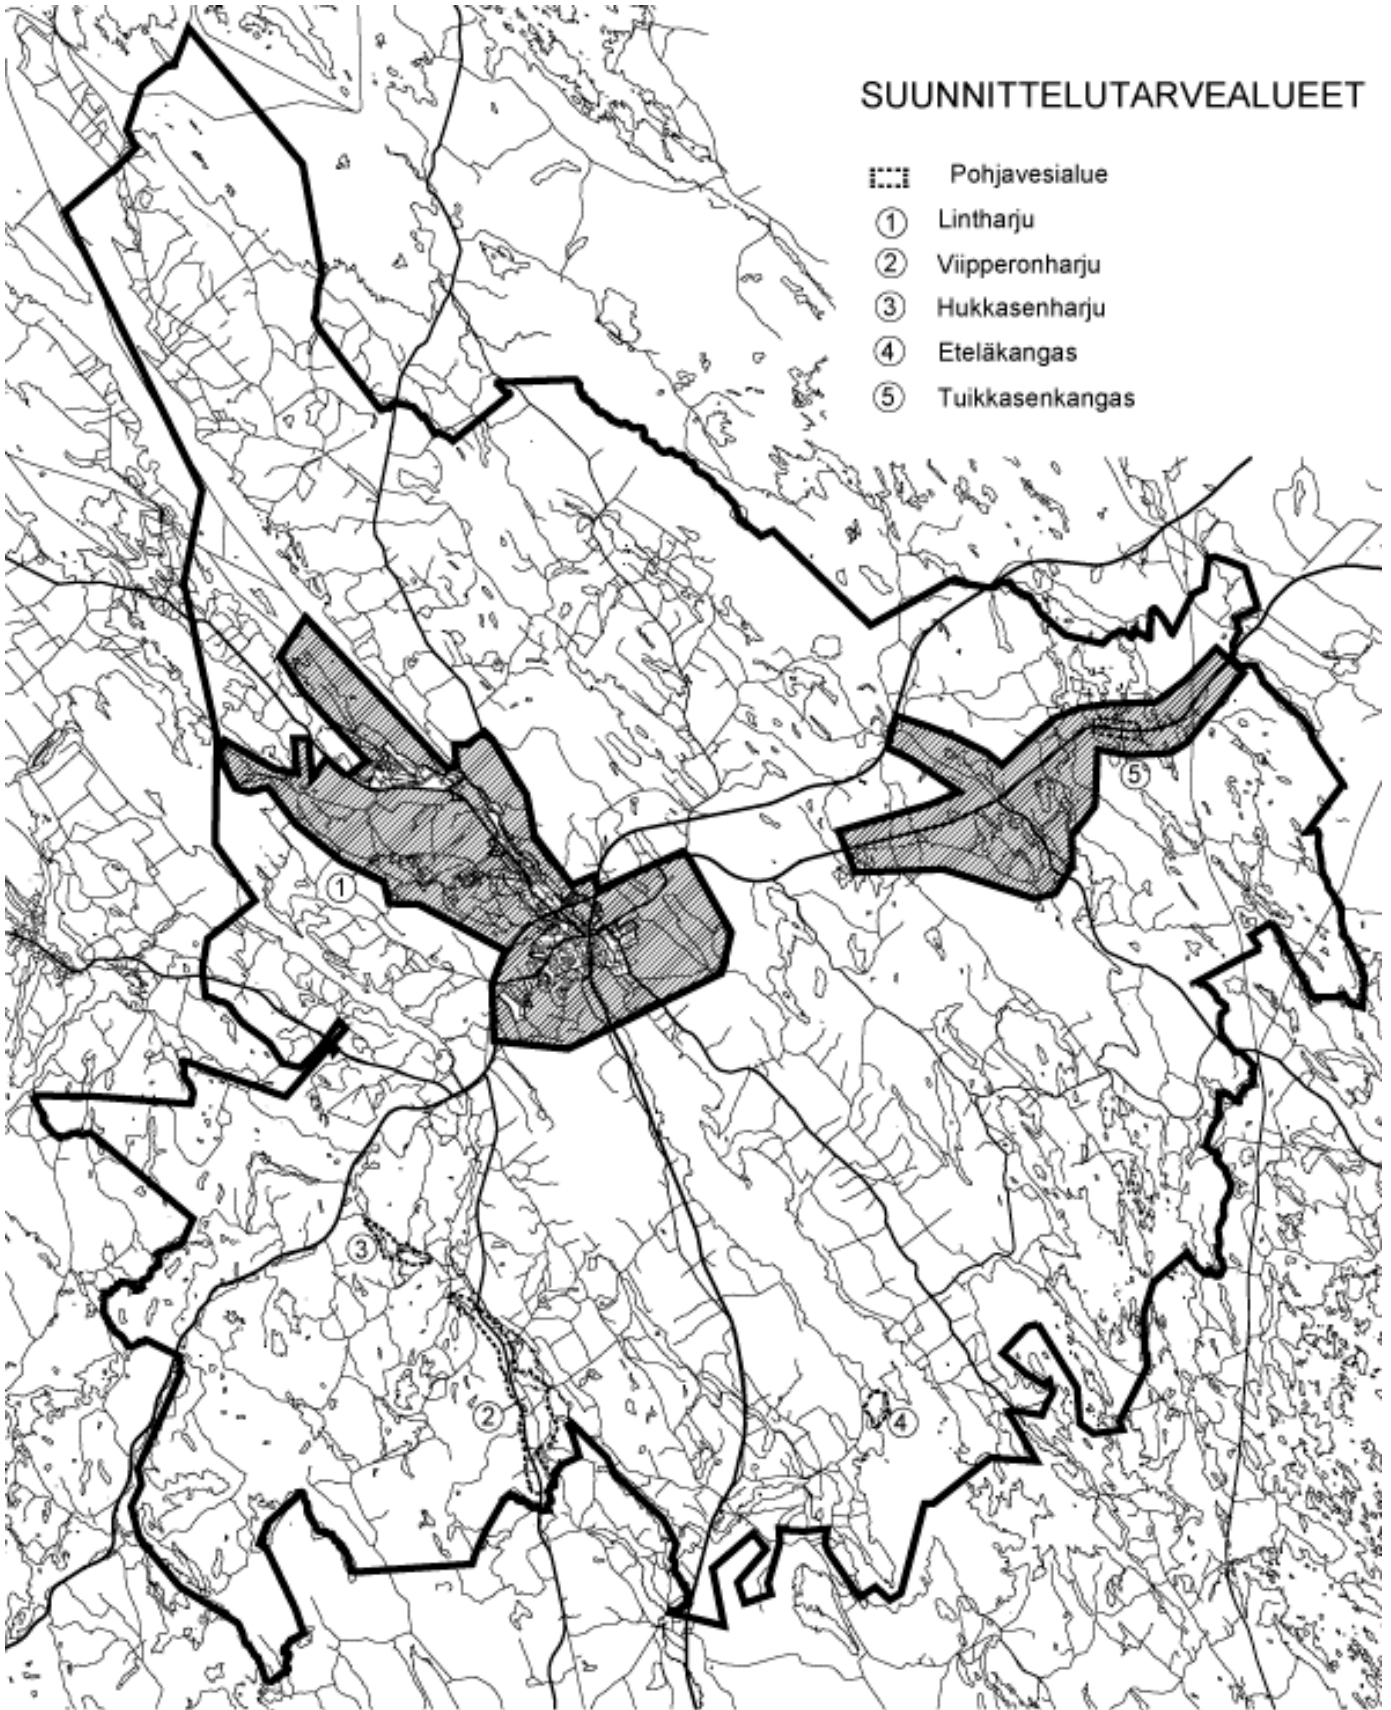 SUUNNITTELUTARVEALUEET
Pohjavesialue
1 Lintharju
2 Viipperonharju
3 Hukkasenharju
4 Eteläkangas
5 Tuikkasenkangas
5
1
3
2
4